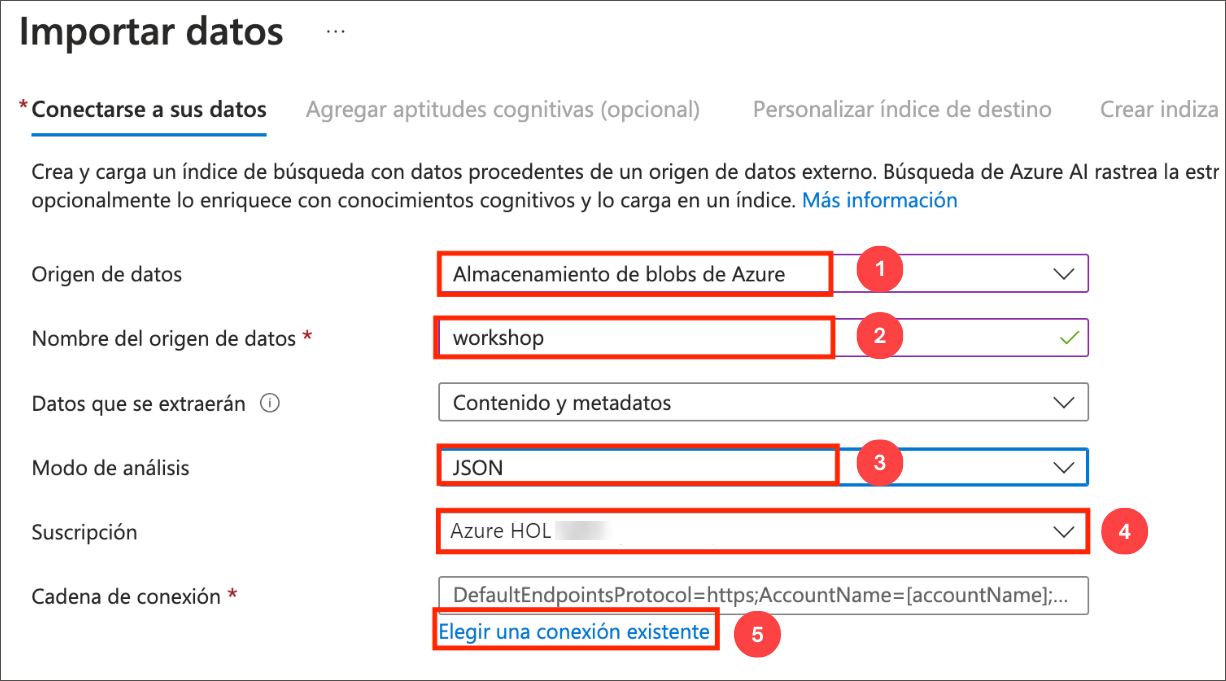 Importar datos ...
* Conectarse a sus datos Agregar aptitudes cognitivas (opcional) Personalizar índice de destino Crear indiza
Crea y carga un índice de búsqueda con datos procedentes de un origen de datos externo. Búsqueda de Azure AI rastrea la estr
opcionalmente lo enriquece con conocimientos cognitivos y lo carga en un índice. Más información
Origen de datos Almacenamiento de blobs de Azure 1
Nombre del origen de datos * workshop 2
Datos que se extraerán Contenido y metadatos
Modo de análisis JSON 3
Suscripción Azure HOL 4
Cadena de conexión * DefaultEndpointsProtocol=https;AccountName=[accountName];...
Elegir una conexión existente 5